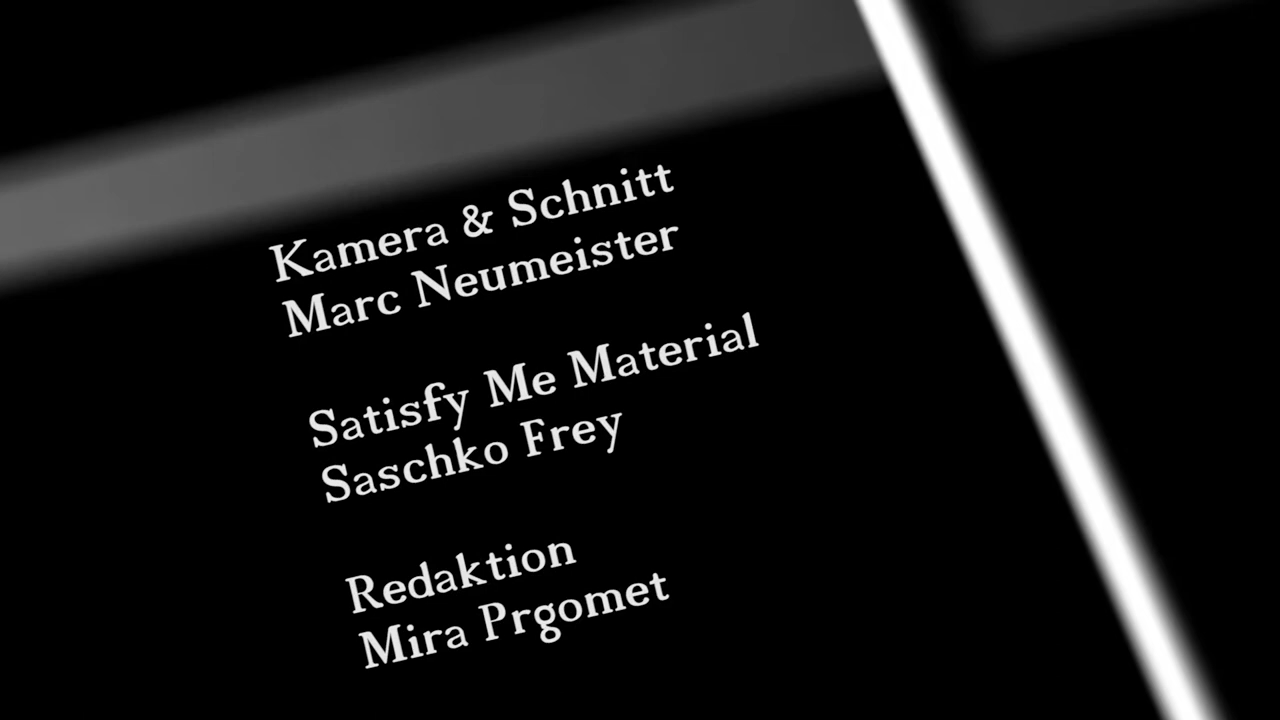 Kamera & Schnitt
Marc Neumeister
Satisfy Me Material
Saschko Frey
Redaktion
Mira Prgomet